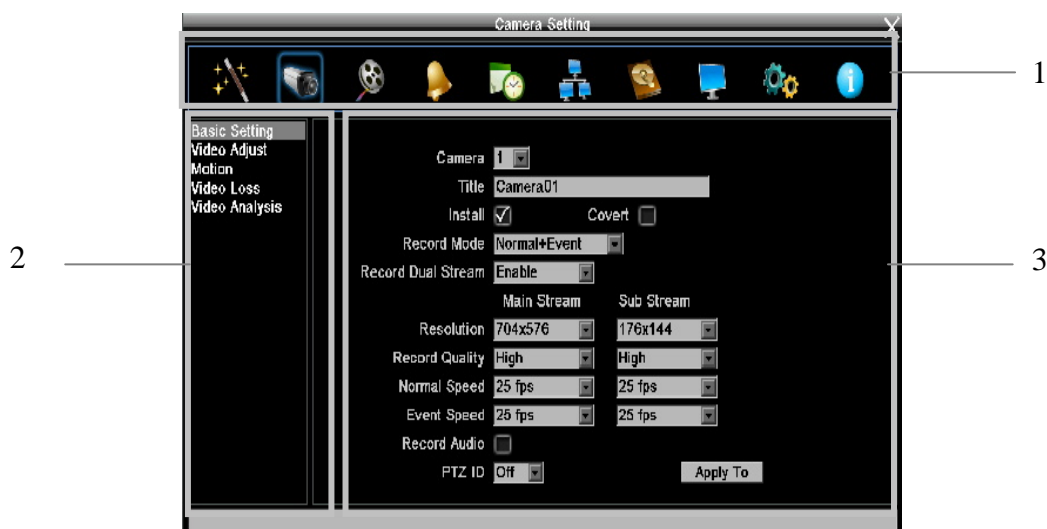 Camera Setting X
1
Basic Setting
Video Adjust
Motion
Video Loss
Video Analysis
2
Camera 1
Title Camera01
Install Covert
Record Mode Normal+Event
Record Dual Stream Enable
Main Stream Sub Stream
Resolution 704x576 176x144
Record Quality High High
Normal Speed 25 fps 25 fps
Event Speed 25 fps 25 fps
Record Audio
PTZ ID Off Apply To
3